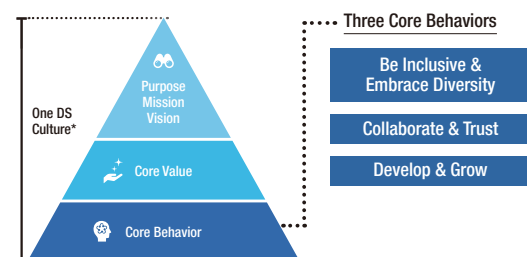 Three Core Behaviors
Purpose
Mission
Vision
Be Inclusive &
Embrace Diversity
One DS
Culture*
Collaborate & Trust
Core Value
Develop & Grow
Core Behavior